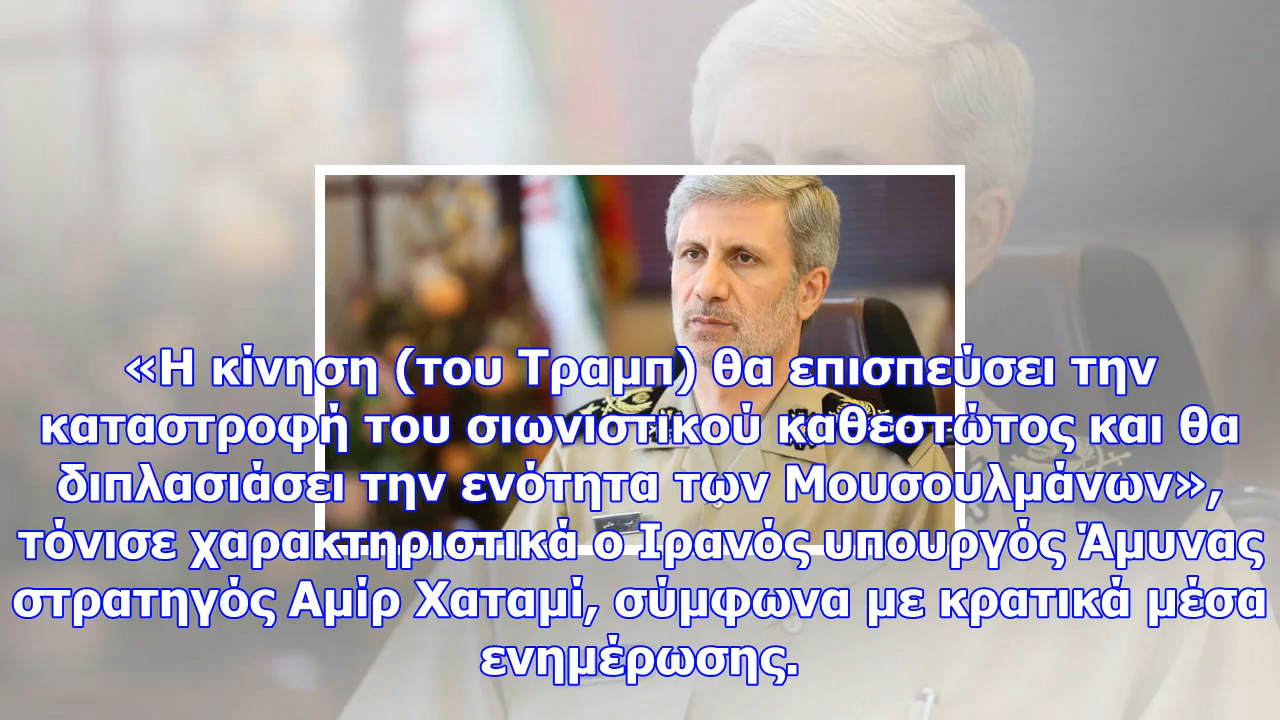 «Η κίνηση (του Τραμπ) θα επισπεύσει την
καταστροφή του σιωνιστικού καθεστώτος και θα
διπλασιάσει την ενότητα των Μουσουλμάνων»,
τόνισε χαρακτηριστικά ο Ιρανός υπουργός Άμυνας
στρατηγός Αμίρ Χαταμί, σύμφωνα με κρατικά μέσα
ενημέρωσης.